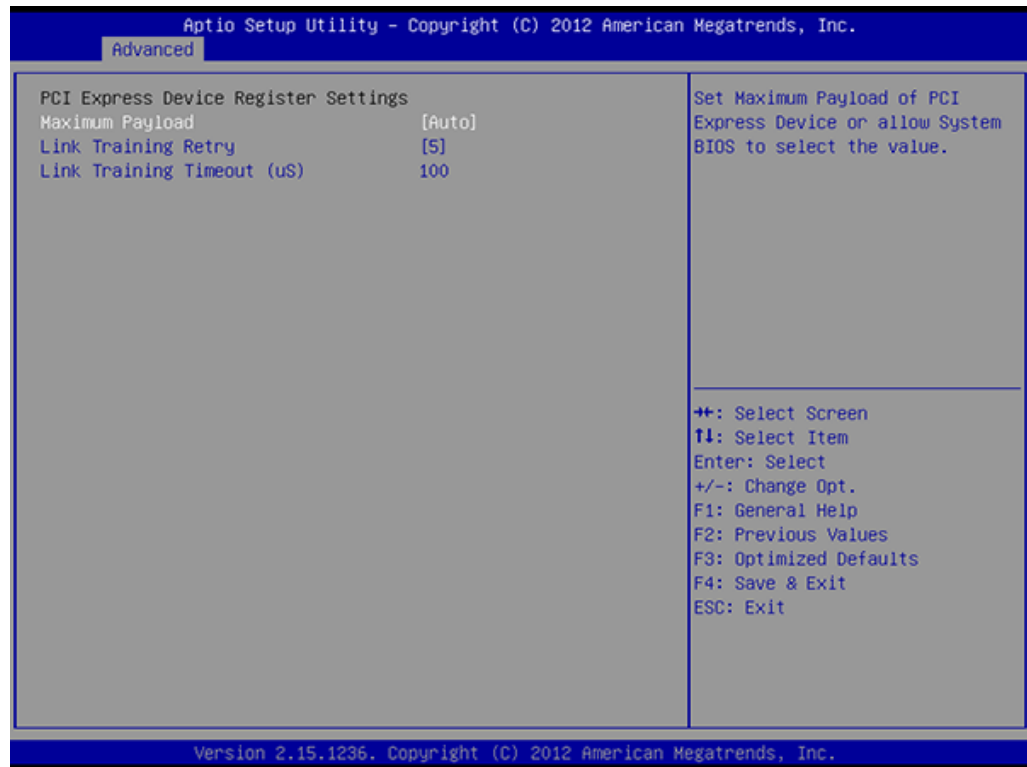 Aptio Setup Utility – Copyright (C) 2012 American Megatrends, Inc.
Advanced
PCI Express Device Register Settings
Maximum Payload [Auto]
Link Training Retry [5]
Link Training Timeout (uS) 100
Set Maximum Payload of PCI
Express Device or allow System
BIOS to select the value.
→←: Select Screen
↑↓: Select Item
Enter: Select
+/-: Change Opt.
F1: General Help
F2: Previous Values
F3: Optimized Defaults
F4: Save & Exit
ESC: Exit
Version 2.15.1236. Copyright (C) 2012 American Megatrends, Inc.